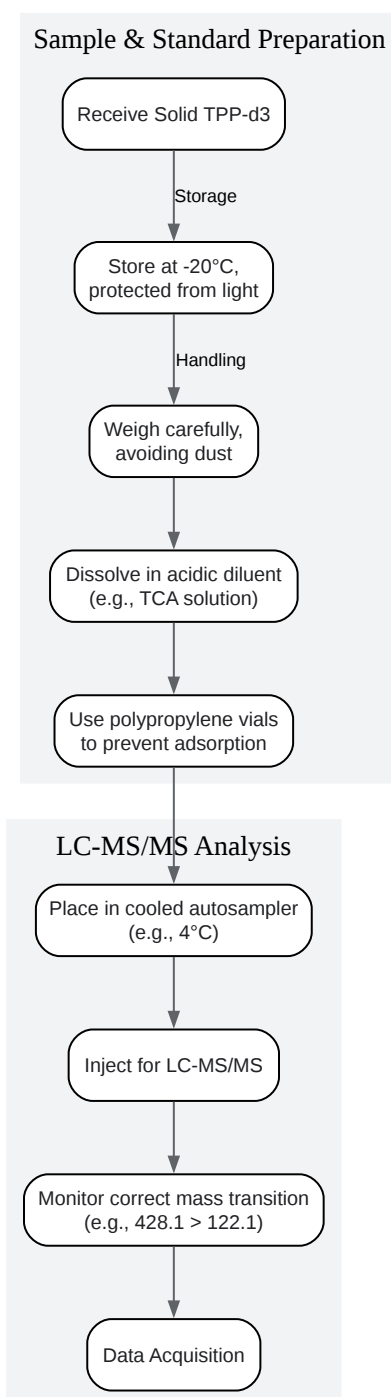 Sample & Standard Preparation
Receive Solid TPP-d3
Storage
Store at -20°C,
protected from light
Handling
Weigh carefully,
avoiding dust
Dissolve in acidic diluent
(e.g., TCA solution)
Use polypropylene vials
to prevent adsorption
LC-MS/MS Analysis
Place in cooled autosampler
(e.g., 4°C)
Inject for LC-MS/MS
Monitor correct mass transition
(e.g., 428.1 > 122.1)
Data Acquisition